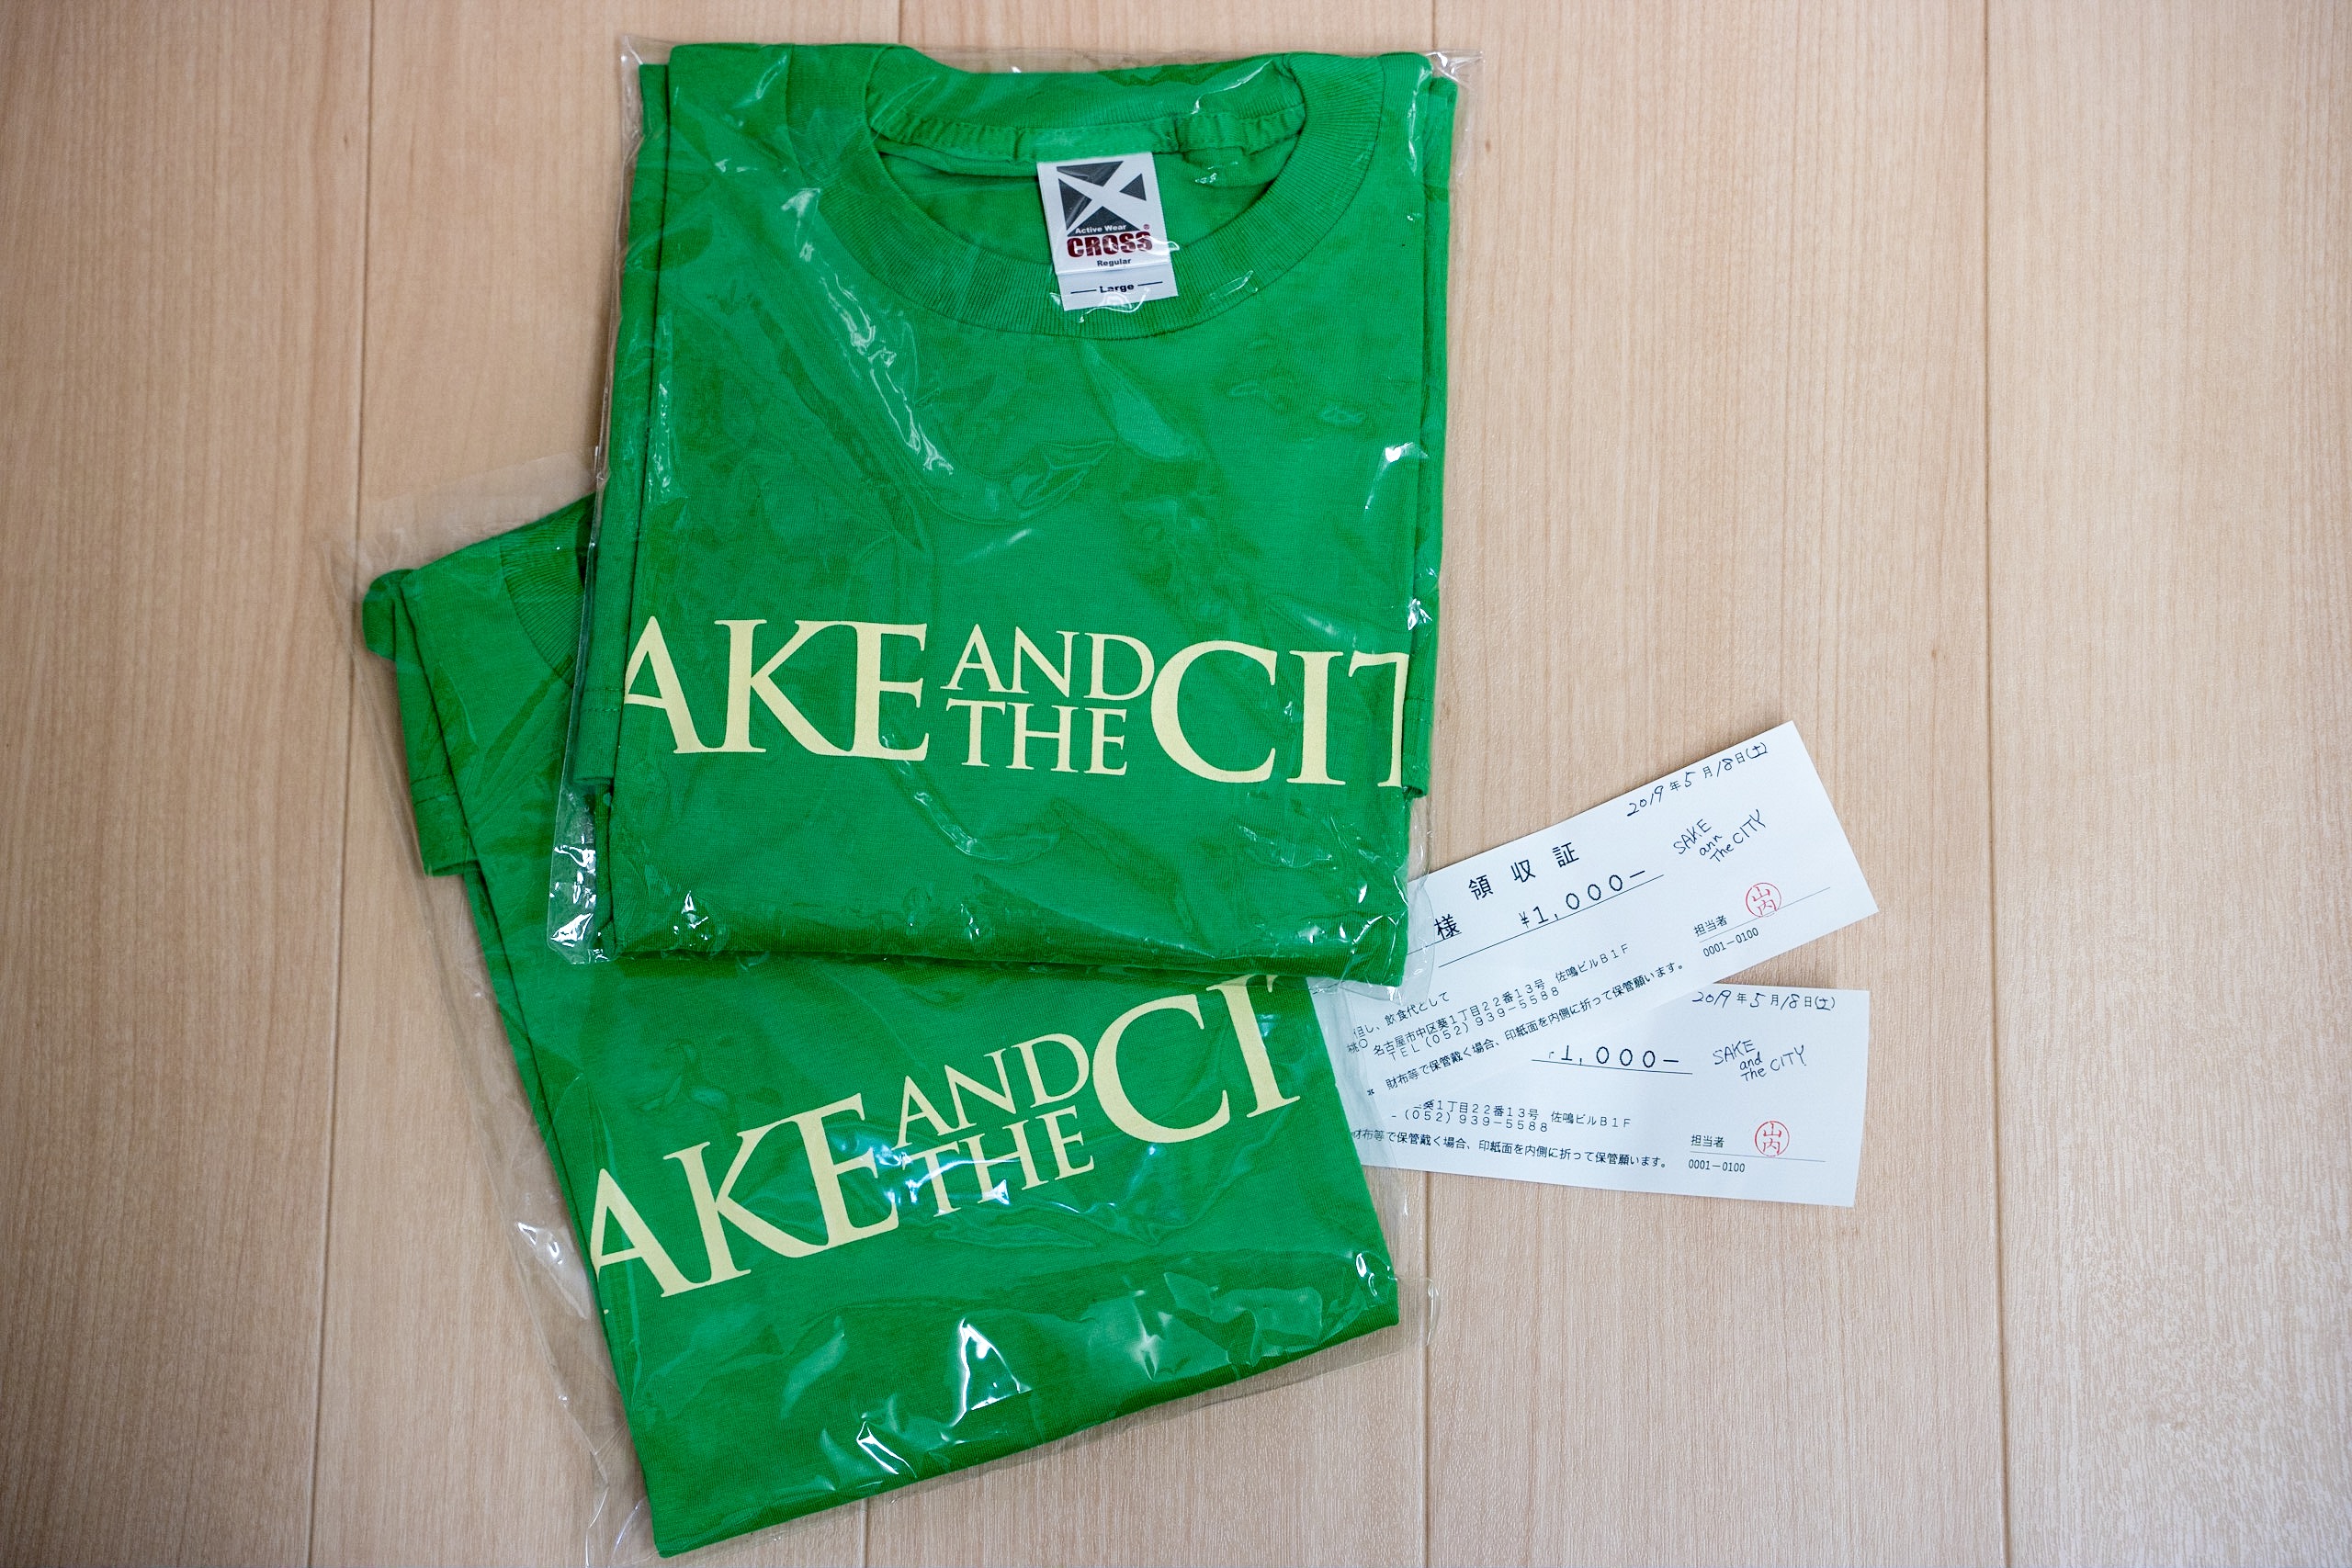 Active Wear
CROSS
Regular
Large
AKE AND THE CIT
AKE AND THE CI
2019年5月18日(土)
領収証
SAKE
ann
The CITY
様 ¥1,000−
担当者 山内
0001−0100
但し、飲食代として
名古屋市中区葵1丁目22番13号 佐鳴ビルB1F
TEL(052)939−5588
※ 財布等で保管戴く場合、印紙面を内側に折って保管願います。
2019年5月18日(土)
1,000−
SAKE
and
The CITY
葵1丁目22番13号 佐鳴ビルB1F
(052)939−5588
財布等で保管戴く場合、印紙面を内側に折って保管願います。
担当者 山内
0001−0100